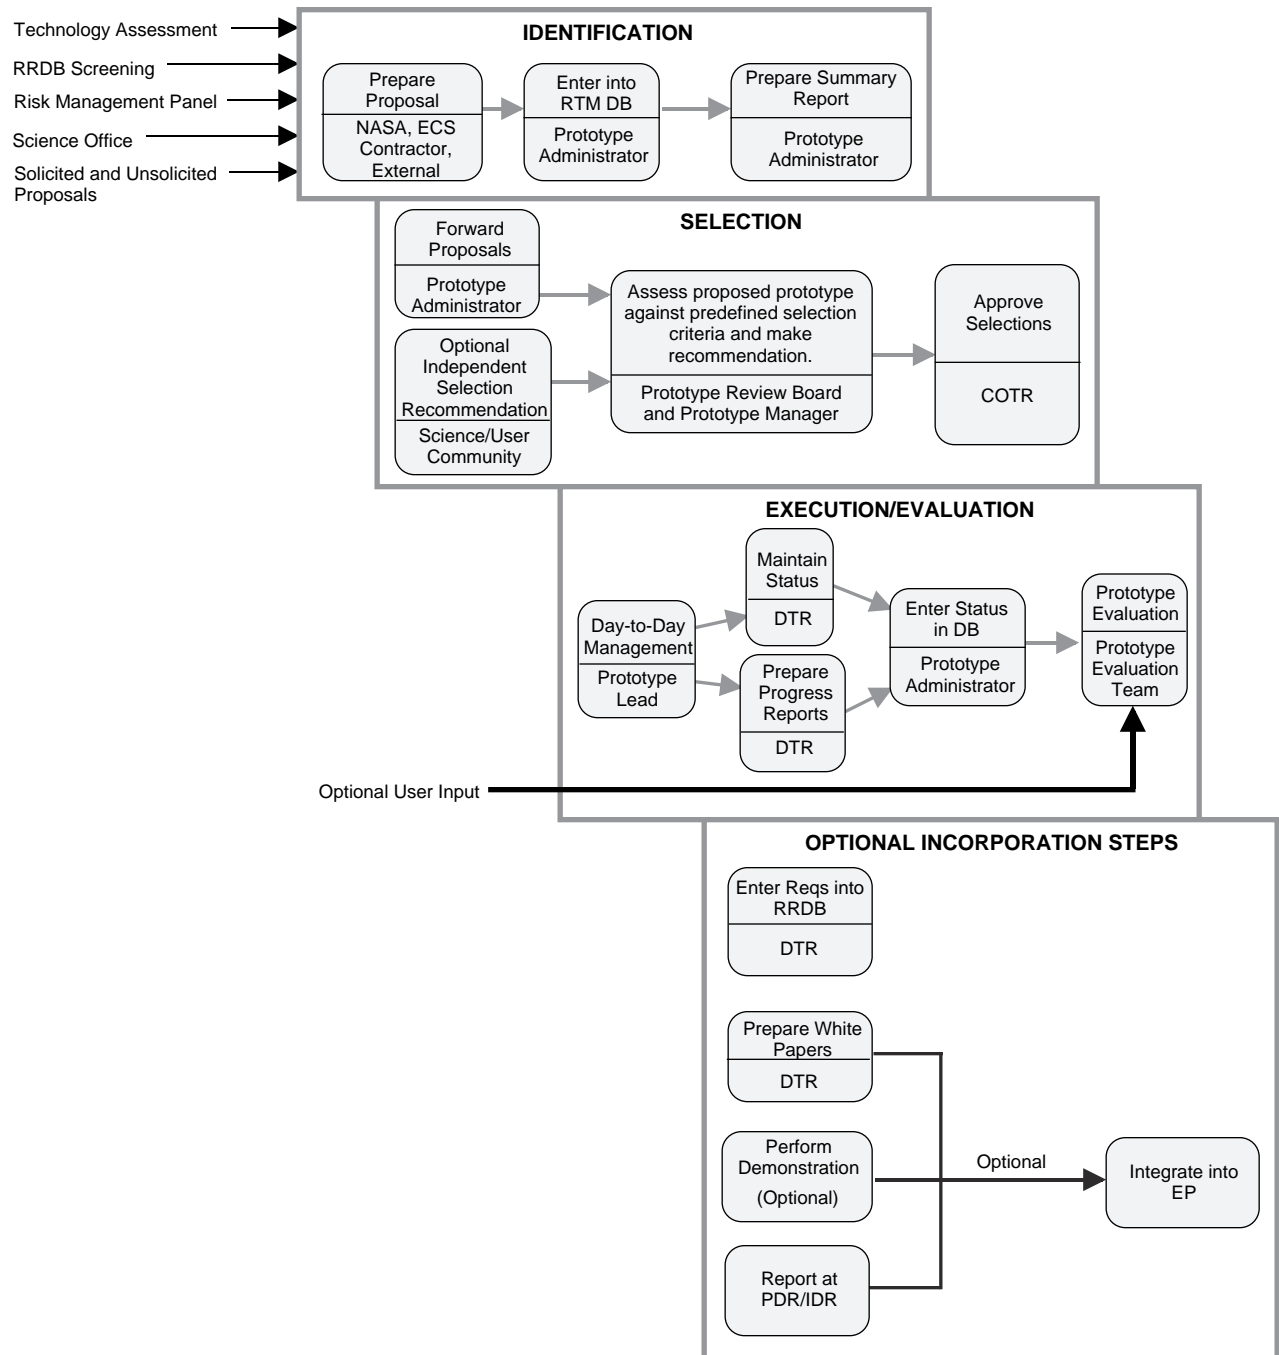 Technology Assessment
RRDB Screening
Risk Management Panel
Science Office
Solicited and Unsolicited
Proposals
IDENTIFICATION
Prepare
Proposal
NASA, ECS
Contractor,
External
Enter into
RTM DB
Prototype
Administrator
Prepare Summary
Report
Prototype
Administrator
SELECTION
Forward
Proposals
Prototype
Administrator
Optional
Independent
Selection
Recommendation
Science/User
Community
Assess proposed prototype
against predefined selection
criteria and make
recommendation.
Prototype Review Board
and Prototype Manager
Approve
Selections
COTR
EXECUTION/EVALUATION
Day-to-Day
Management
Prototype
Lead
Maintain
Status
DTR
Prepare
Progress
Reports
DTR
Enter Status
in DB
Prototype
Administrator
Prototype
Evaluation
Prototype
Evaluation
Team
Optional User Input
OPTIONAL INCORPORATION STEPS
Enter Reqs into
RRDB
DTR
Prepare White
Papers
DTR
Perform
Demonstration
(Optional)
Report at
PDR/IDR
Optional
Integrate into
EP